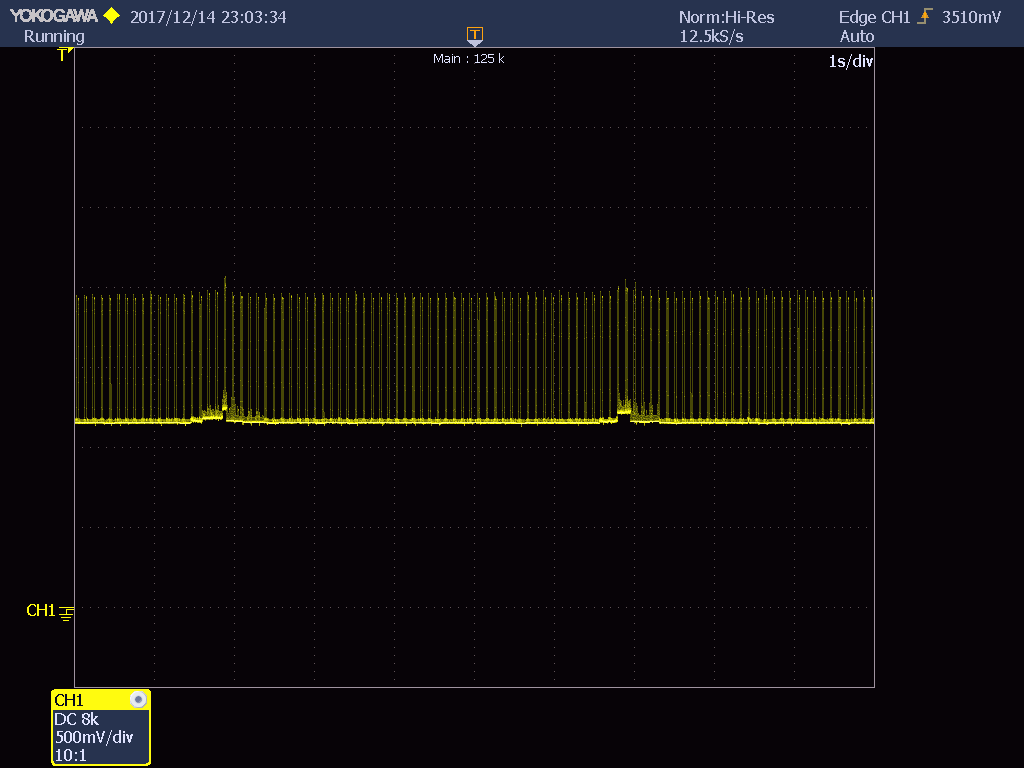 YOKOGAWA 2017/12/14 23:03:34 Norm:Hi-Res Edge CH1 3510mV
Running 12.5kS/s Auto
T
T
Main : 125 k
1s/div
CH1
CH1
DC 8k
500mV/div
10:1